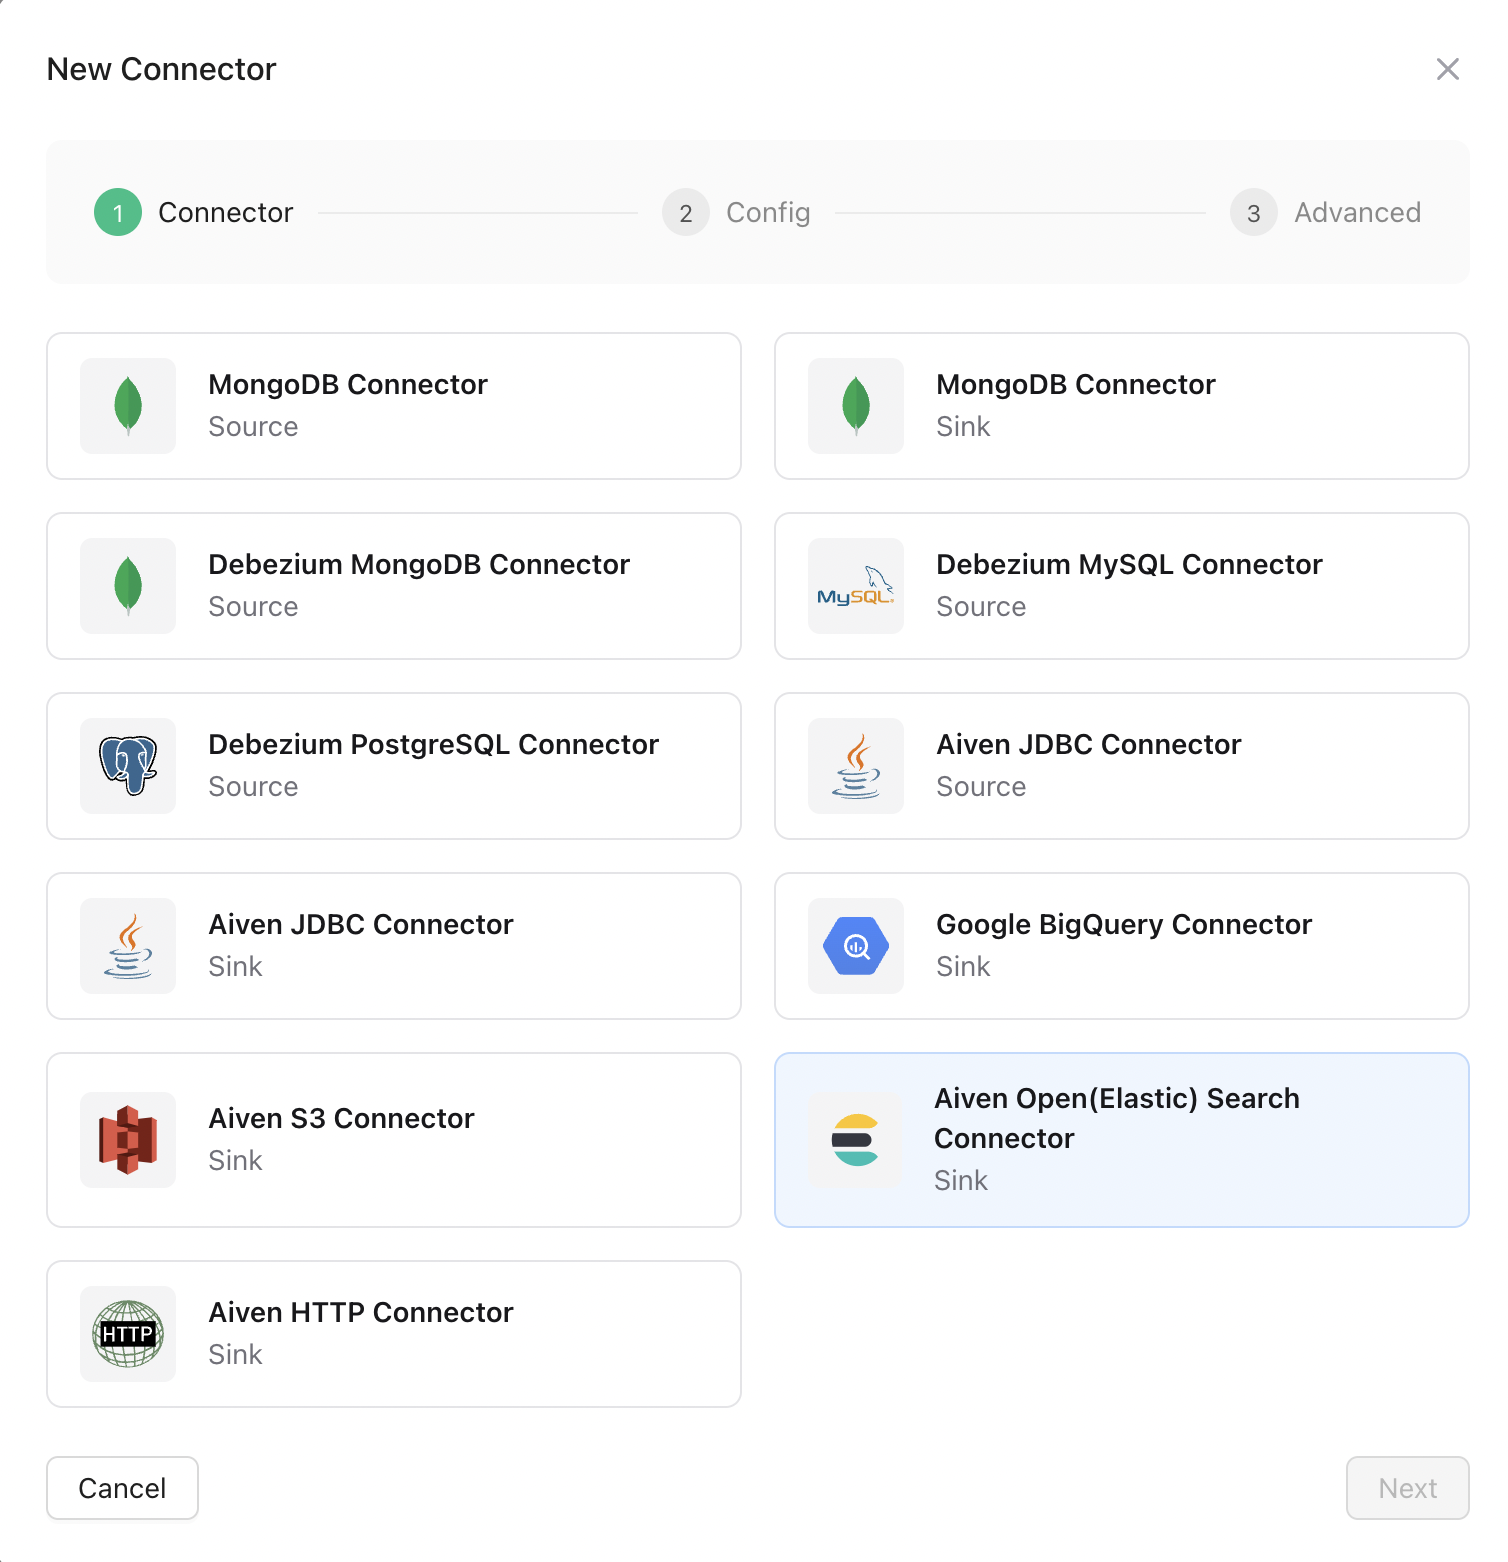 New Connector
1 Connector
2 Config
3 Advanced
MongoDB Connector
Source
MongoDB Connector
Sink
Debezium MongoDB Connector
Source
MySQL
Debezium MySQL Connector
Source
Debezium PostgreSQL Connector
Source
Aiven JDBC Connector
Source
Aiven JDBC Connector
Sink
Google BigQuery Connector
Sink
Aiven S3 Connector
Sink
Aiven Open(Elastic) Search
Connector
Sink
HTTP
Aiven HTTP Connector
Sink
Cancel
Next